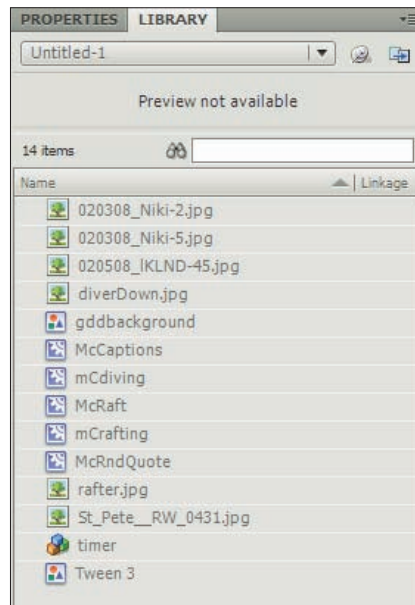 PROPERTIES LIBRARY
Untitled-1
Preview not available
14 items
Name Linkage
020308_Niki-2.jpg
020308_Niki-5.jpg
020508_lKLND-45.jpg
diverDown.jpg
gddbackground
McCaptions
mCdiving
McRaft
mCrafting
McRndQuote
rafter.jpg
St_Pete__RW_0431.jpg
timer
Tween 3